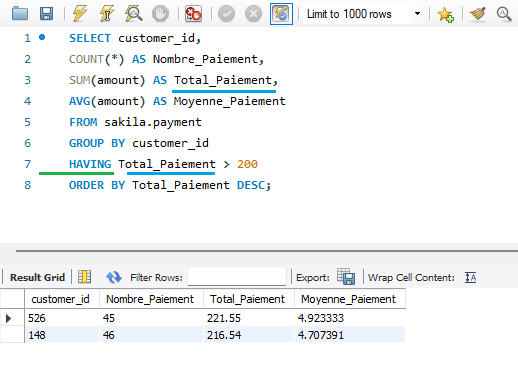 Limit to 1000 rows
1 SELECT customer_id,
2 COUNT(*) AS Nombre_Paiement,
3 SUM(amount) AS Total_Paiement,
4 AVG(amount) AS Moyenne_Paiement
5 FROM sakila.payment
6 GROUP BY customer_id
7 HAVING Total_Paiement > 200
8 ORDER BY Total_Paiement DESC;
Result Grid Filter Rows: Export: Wrap Cell Content:
customer_id Nombre_Paiement Total_Paiement Moyenne_Paiement
526 45 221.55 4.923333
148 46 216.54 4.707391